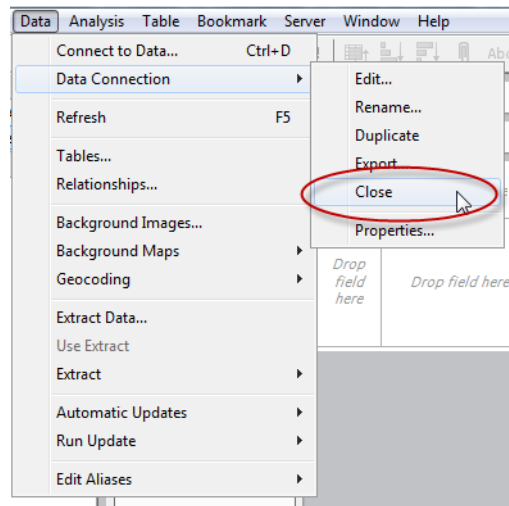 Data Analysis Table Bookmark Server Window Help
Connect to Data... Ctrl+D
Data Connection
Refresh F5
Tables...
Relationships...
Background Images...
Background Maps
Geocoding
Extract Data...
Use Extract
Extract
Automatic Updates
Run Update
Edit Aliases
Abc
Edit...
Rename...
Duplicate
Export
Close
Properties...
Drop
field
here
Drop field here